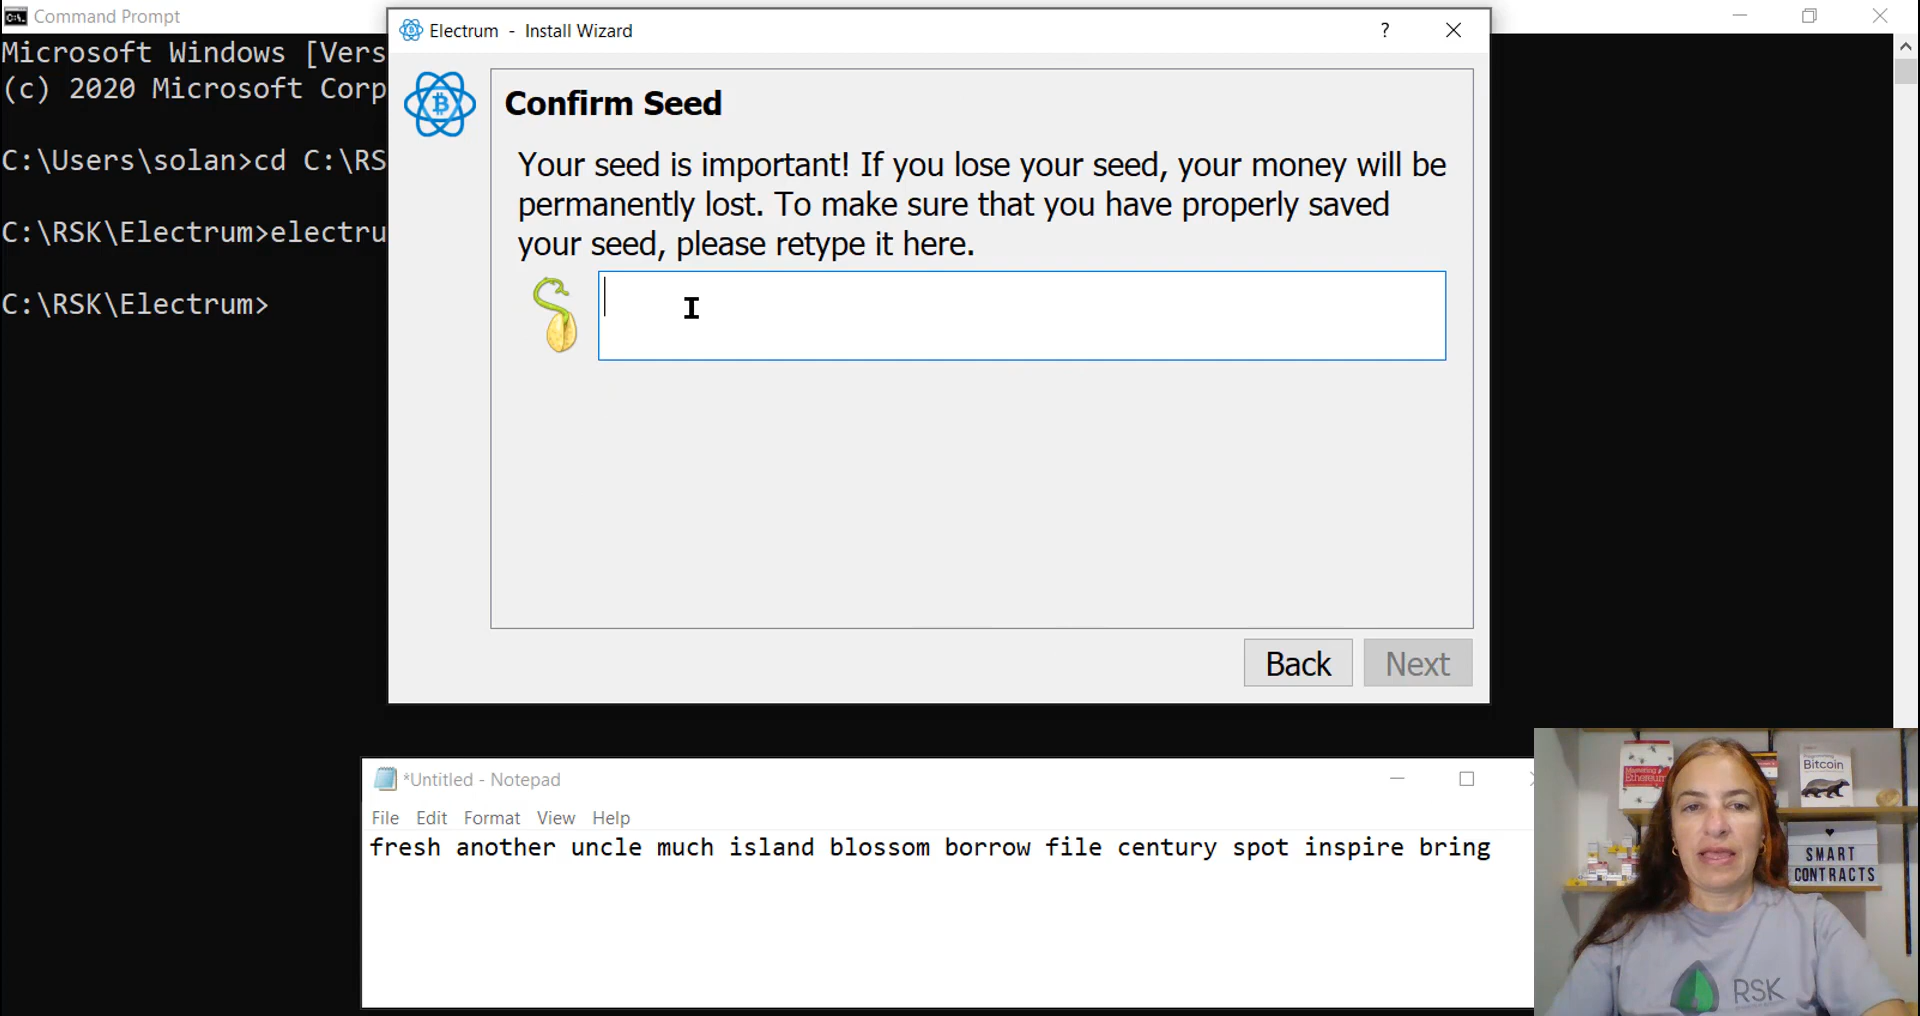 Command Prompt
Microsoft Windows [Vers
(c) 2020 Microsoft Corp
C:\Users\solan>cd C:\RS
C:\RSK\Electrum>electru
C:\RSK\Electrum>
Electrum - Install Wizard
?
Confirm Seed
Your seed is important! If you lose your seed, your money will be
permanently lost. To make sure that you have properly saved
your seed, please retype it here.
Back
Next
*Untitled - Notepad
File Edit Format View Help
fresh another uncle much island blossom borrow file century spot inspire bring
Mastering
Ethereum
Bitcoin
SMART
CONTRACTS
RSK